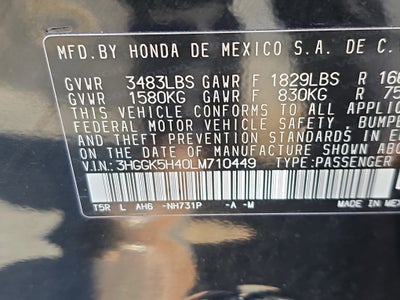 MFD.BY HONDA DE MEXICO S.A. DE C.
GVWR 3483LBS GAWR F 1829LBS R
GVWR 1580KG GAWR F 830KG R
THIS VEHICLE CONFORMS TO ALL
FEDERAL MOTOR VEHICLE SAFETY,
AND THEFT PREVENTION STANDARDS IN
THE DATE OF MANUFACTURE SHOWN
V.I.N.: 3HGGK5H40LM710449 TYPE:PASSENGER
T5R L AH6 -NH731P -A -M
MADE IN